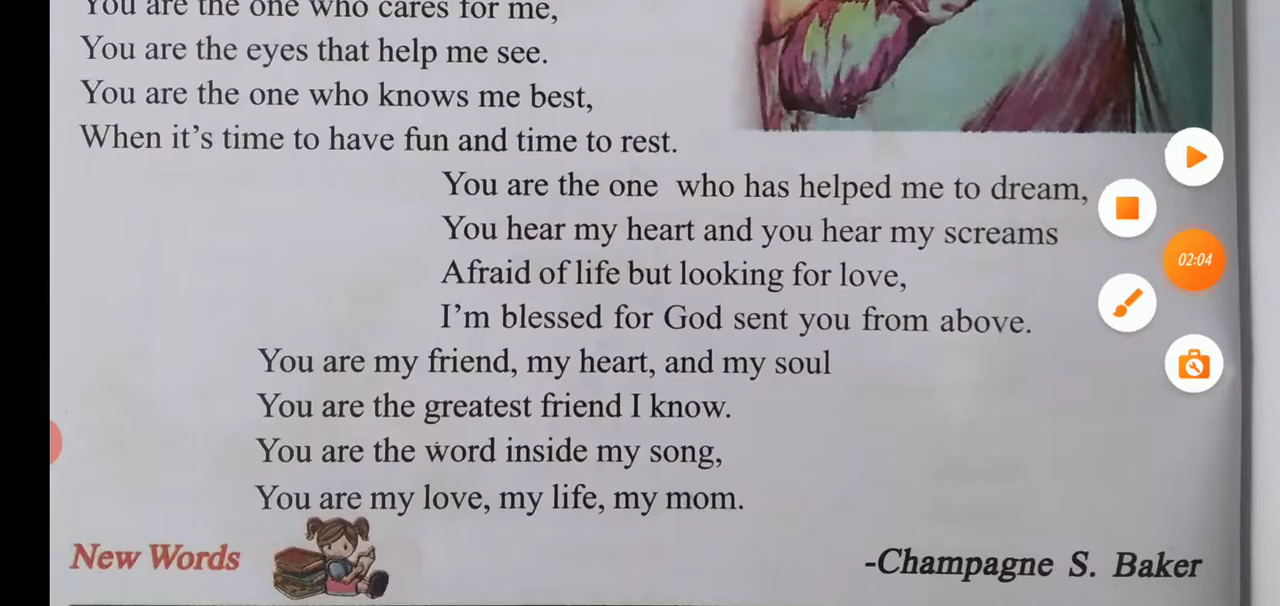 You are the one who cares for me,
You are the eyes that help me see.
You are the one who knows me best,
When it's time to have fun and time to rest.
You are the one who has helped me to dream,
You hear my heart and you hear my screams
Afraid of life but looking for love,
I'm blessed for God sent you from above.
You are my friend, my heart, and my soul
You are the greatest friend I know.
You are the word inside my song,
You are my love, my life, my mom.
New Words
-Champagne S. Baker
02:04